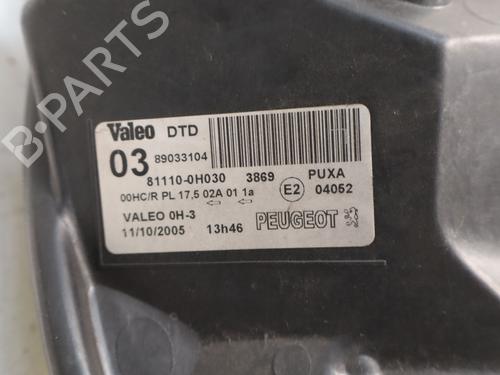 B-PARTS
Valeo DTD
03 89033104
81110-0H030 3869 PUXA
00HC/R PL 17,5 02A 01 1a E2 04052
VALEO 0H-3 PEUGEOT
11/10/2005 13h46